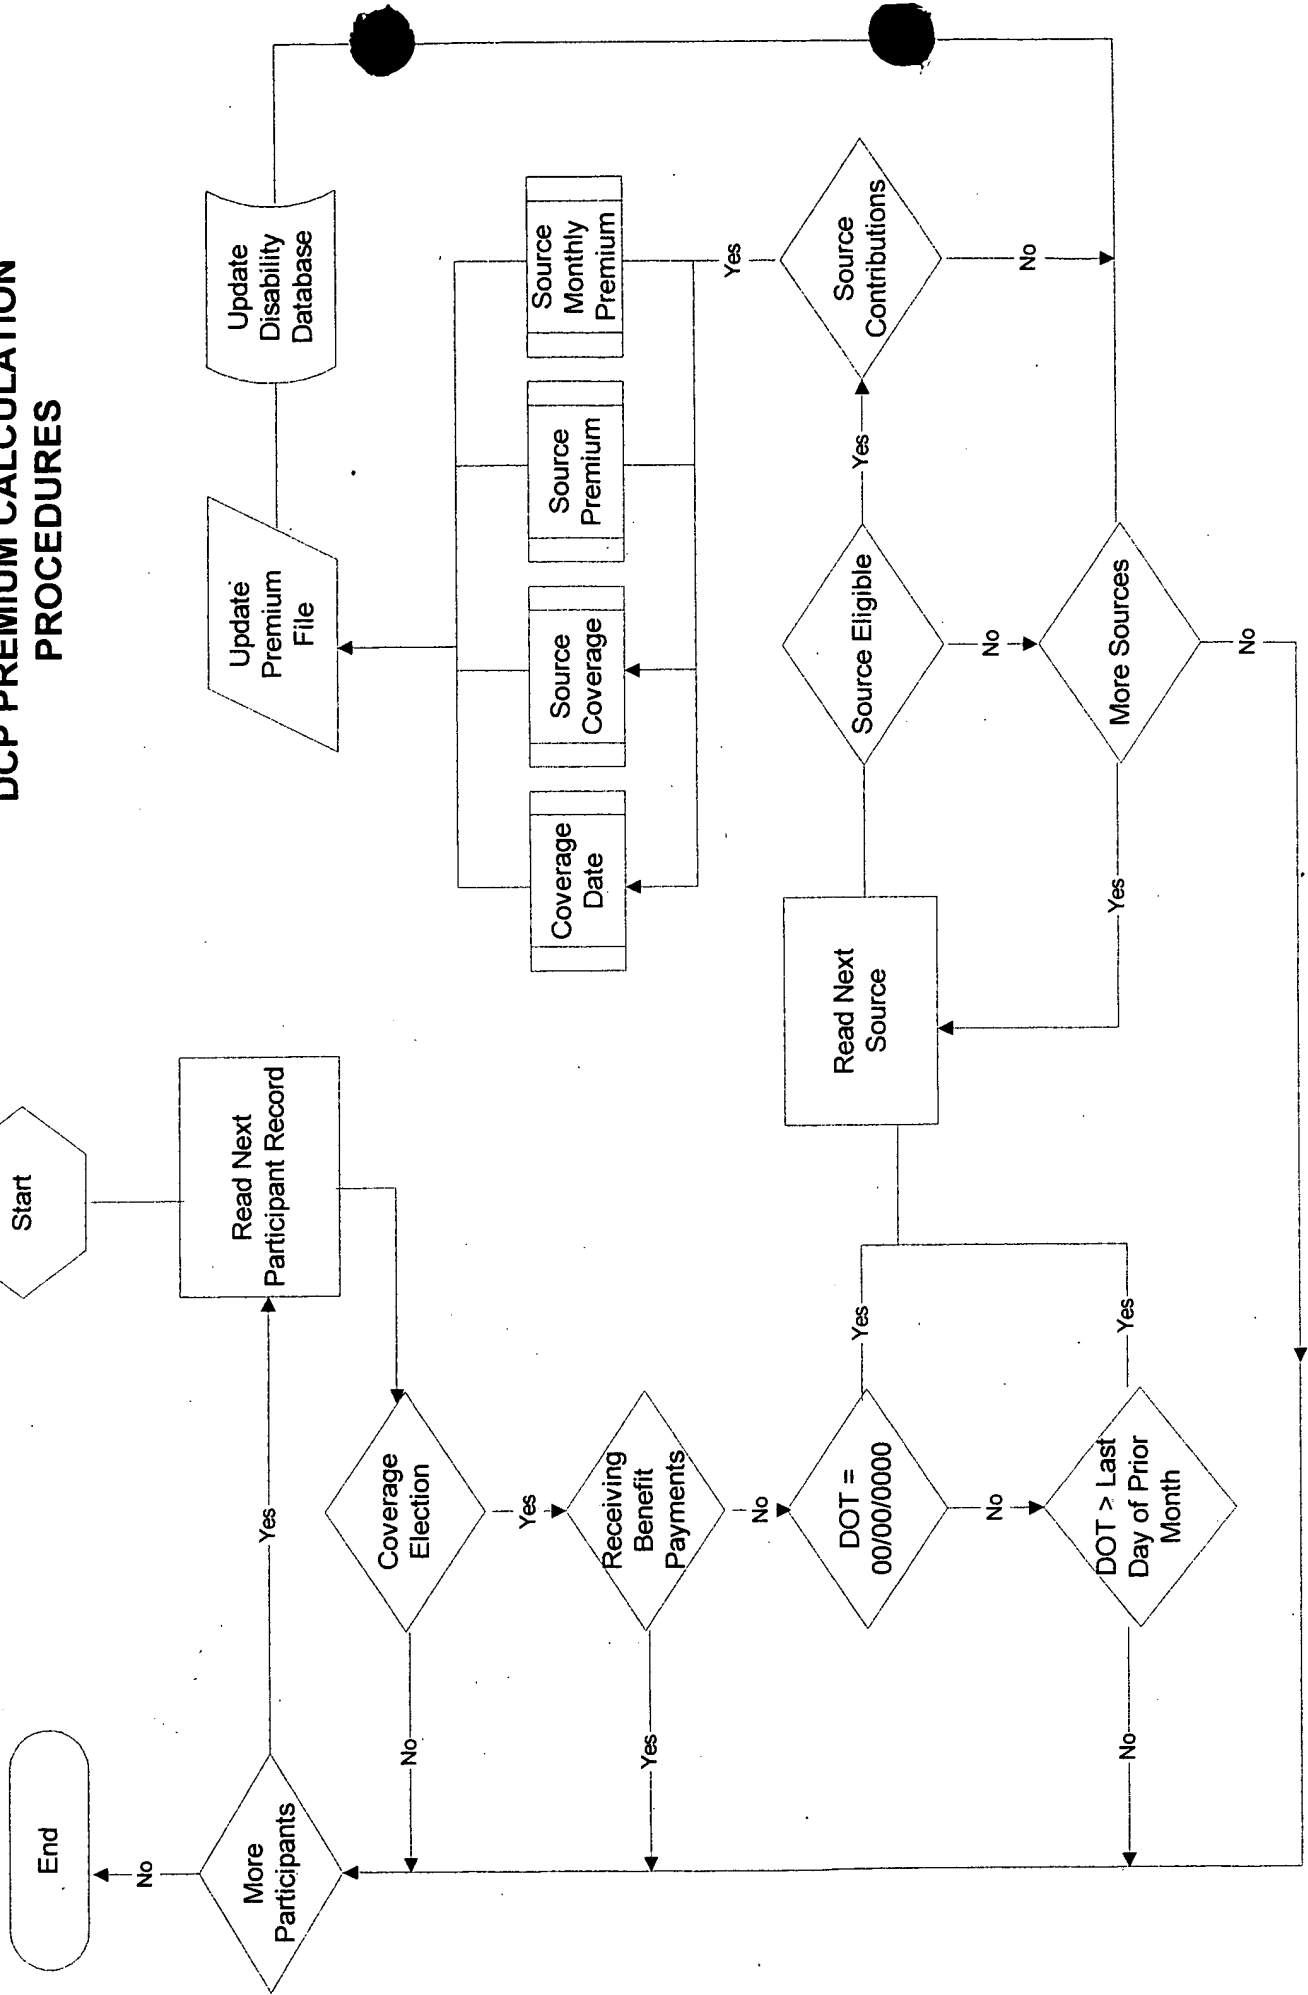 DCP PREMIUM CALCULATION
PROCEDURES
Start
End
No
More
Participants
Yes
Read Next
Participant Record
Update
Premium
File
Update
Disability
Database
Coverage
Election
No
Yes
Receiving
Benefit
Payments
Yes
No
DOT =
00/00/0000
Yes
No
DOT > Last
Day of Prior
Month
Yes
No
Coverage
Date
Source
Coverage
Source
Premium
Source
Monthly
Premium
Yes
Read Next
Source
Source Eligible
Yes
No
Source
Contributions
No
More Sources
Yes
No